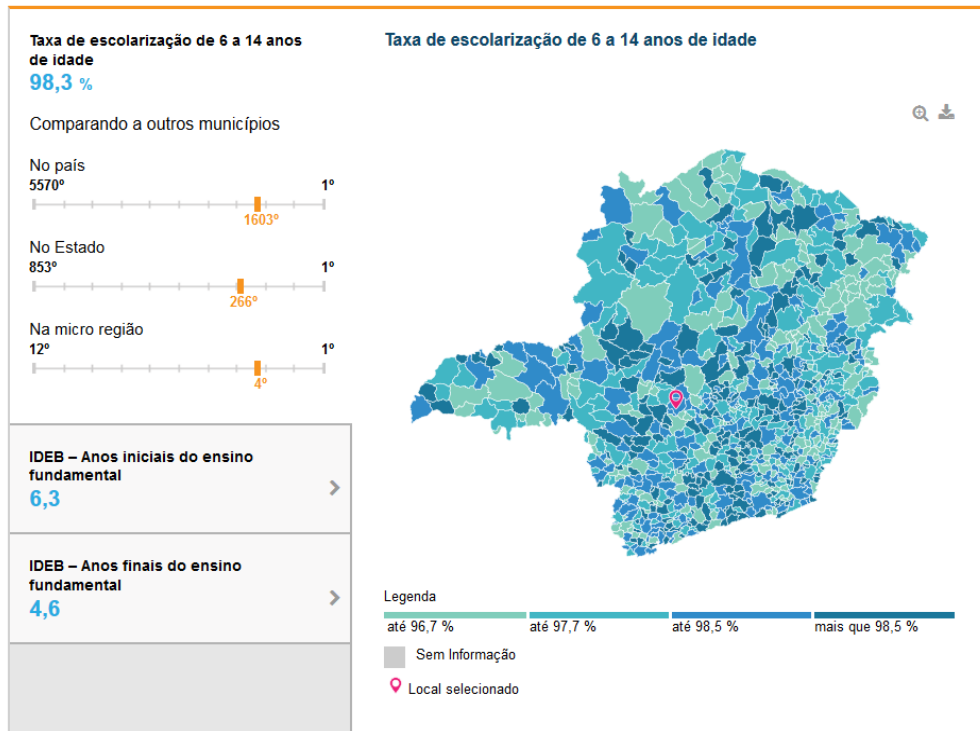 Taxa de escolarização de 6 a 14 anos
de idade
98,3 %
Comparando a outros municípios
No país
5570º 1º
1603º
No Estado
853º 1º
266º
Na micro região
12º 1º
4º
IDEB – Anos iniciais do ensino
fundamental
6,3
IDEB – Anos finais do ensino
fundamental
4,6
Taxa de escolarização de 6 a 14 anos de idade
Legenda
até 96,7 % até 97,7 % até 98,5 % mais que 98,5 %
Sem Informação
Local selecionado